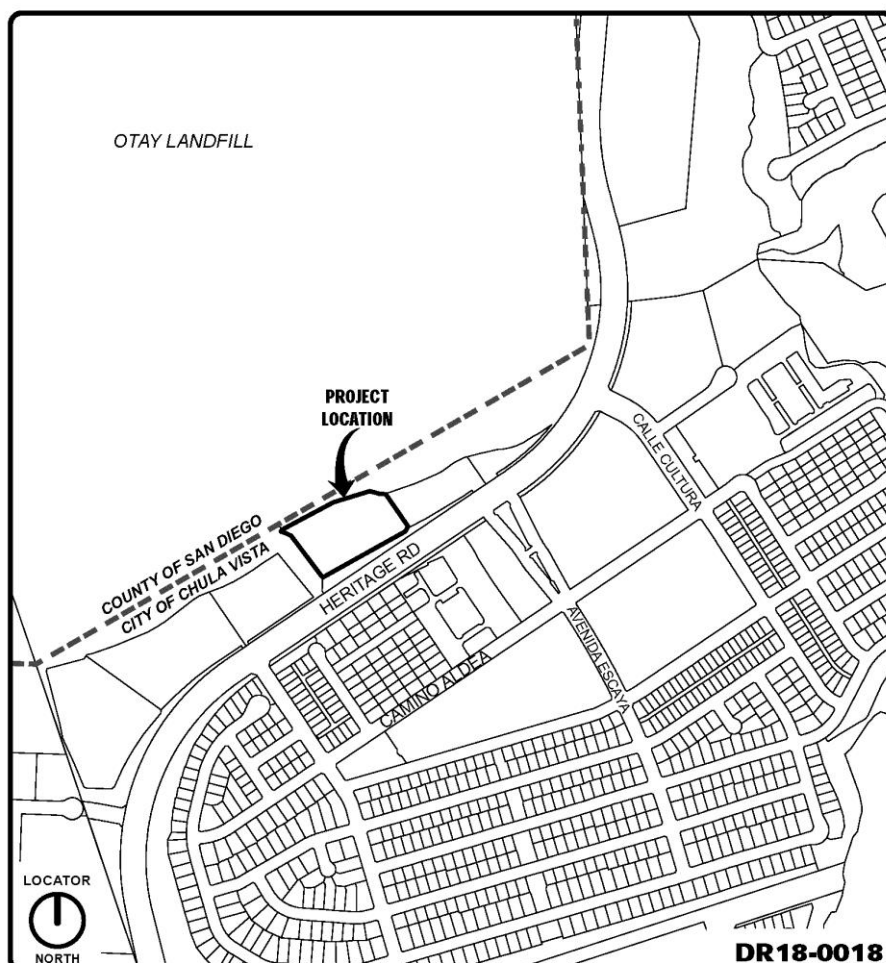 OTAY LANDFILL
PROJECT
LOCATION
CALLE CULTURA
COUNTY OF SAN DIEGO
CITY OF CHULA VISTA
HERITAGE RD
AVENIDA ESCAYA
CAMINO ALDEA
LOCATOR
NORTH
DR18-0018